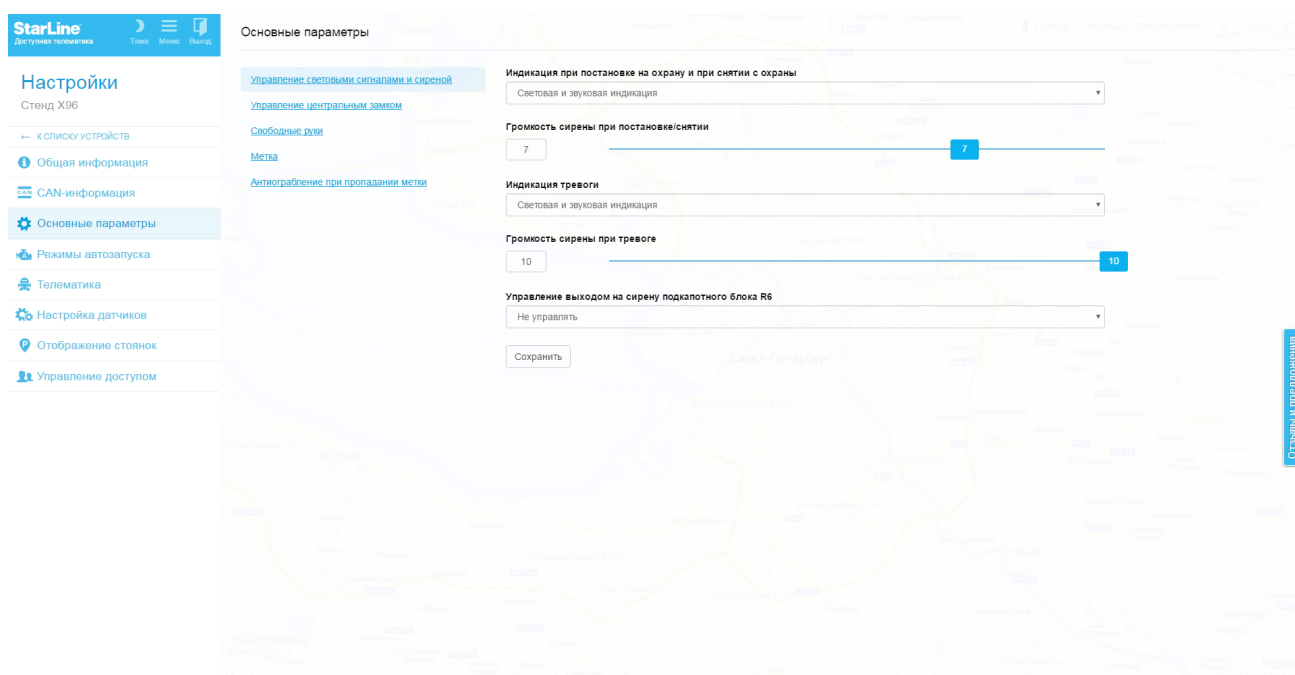 StarLine
Доступная телематика
Тема
Меню
Выход
Основные параметры
Настройки
Стенд X96
← К СПИСКУ УСТРОЙСТВ
Общая информация
CAN-информация
Основные параметры
Режимы автозапуска
Телематика
Настройка датчиков
Отображение стоянок
Управление доступом
Управление световыми сигналами и сиреной
Управление центральным замком
Свободные руки
Метка
Антиограбление при пропадании метки
Индикация при постановке на охрану и при снятии с охраны
Световая и звуковая индикация
Громкость сирены при постановке/снятии
7
7
Индикация тревоги
Световая и звуковая индикация
Громкость сирены при тревоге
10
10
Управление выходом на сирену подкапотного блока R6
Не управлять
Сохранить
Санкт-Петербург
Отзывы и предложения